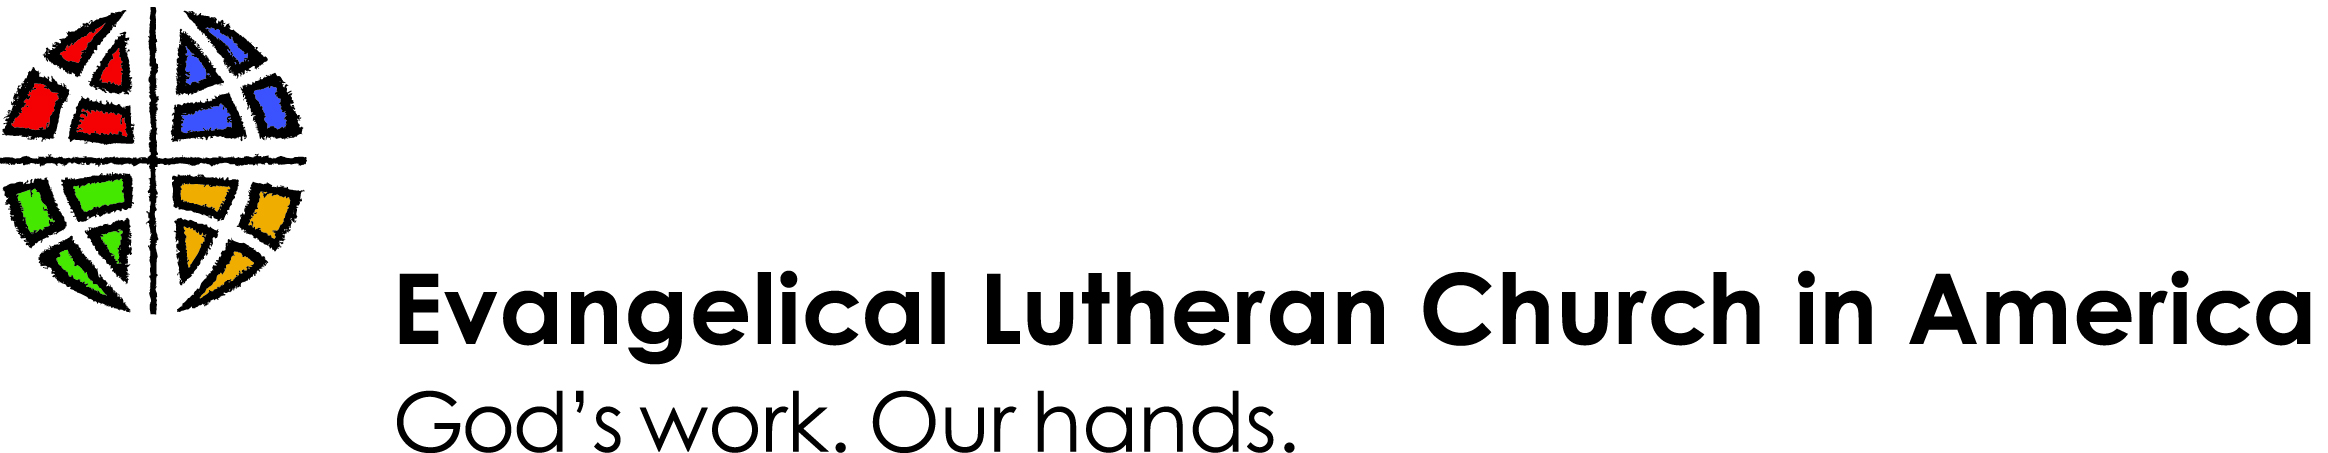 Evangelical Lutheran Church in America
God’s work. Our hands.